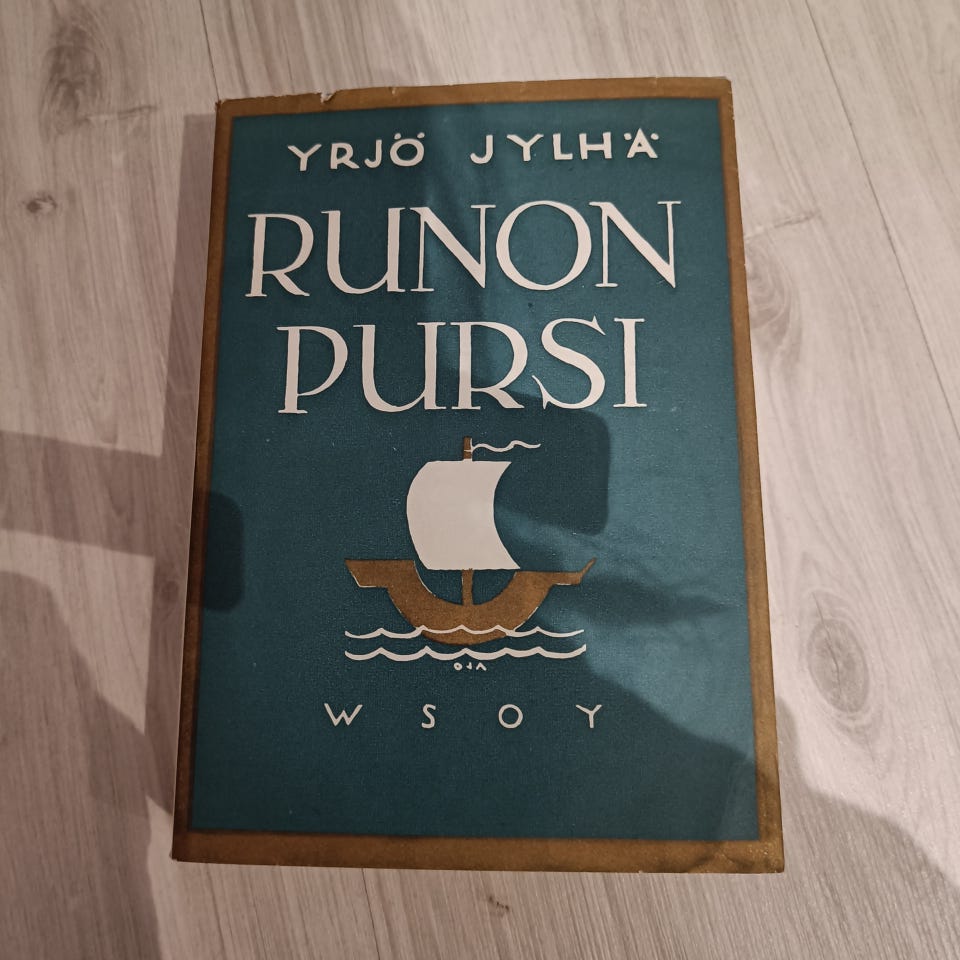 YRJÖ JYLHÄ
RUNON
PURSI
OJA
WSOY